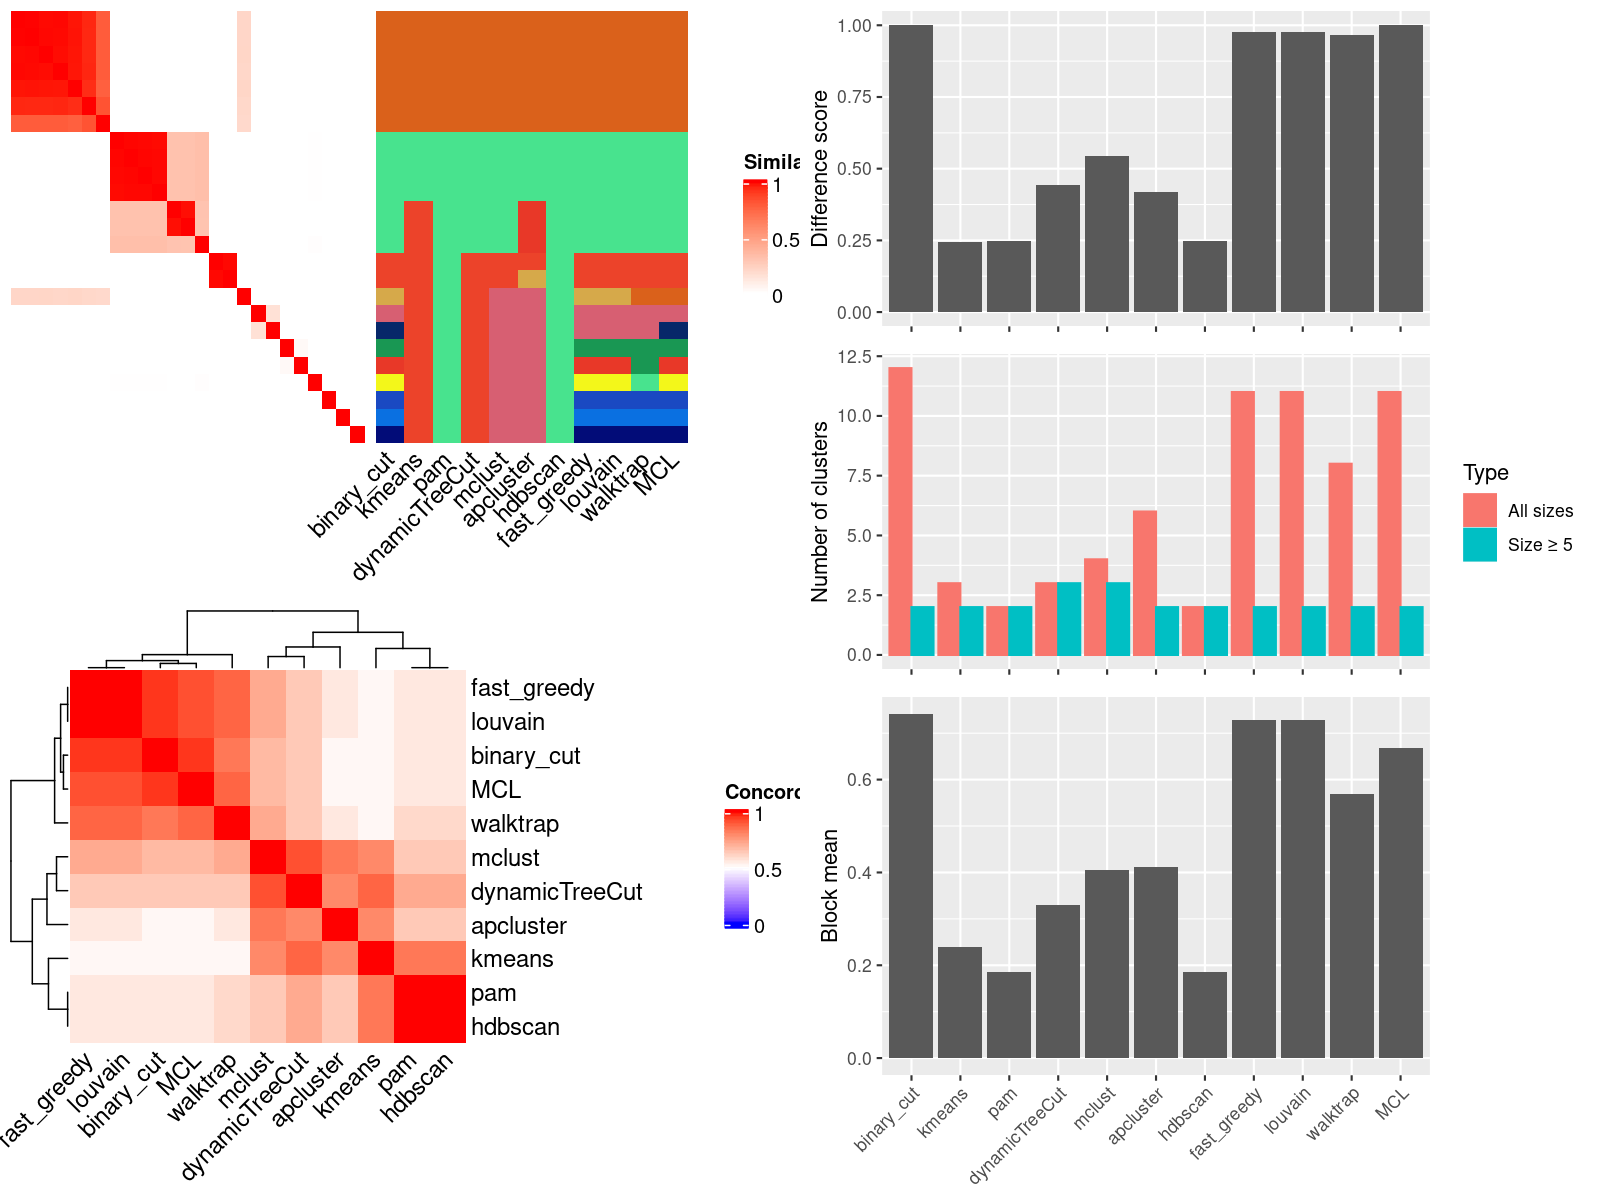 Simila
1
0.5
0
binary_cut
kmeans
pam
dynamicTreeCut
mclust
apcluster
hdbscan
fast_greedy
louvain
walktrap
MCL
fast_greedy
louvain
binary_cut
MCL
walktrap
mclust
dynamicTreeCut
apcluster
kmeans
pam
hdbscan
fast_greedy
louvain
binary_cut
MCL
walktrap
mclust
dynamicTreeCut
apcluster
kmeans
pam
hdbscan
Concord
1
0.5
0
Difference score
1.00
0.75
0.50
0.25
0.00
Number of clusters
12.5
10.0
7.5
5.0
2.5
0.0
Type
All sizes
Size ≥ 5
Block mean
0.6
0.4
0.2
0.0
binary_cut
kmeans
pam
dynamicTreeCut
mclust
apcluster
hdbscan
fast_greedy
louvain
walktrap
MCL